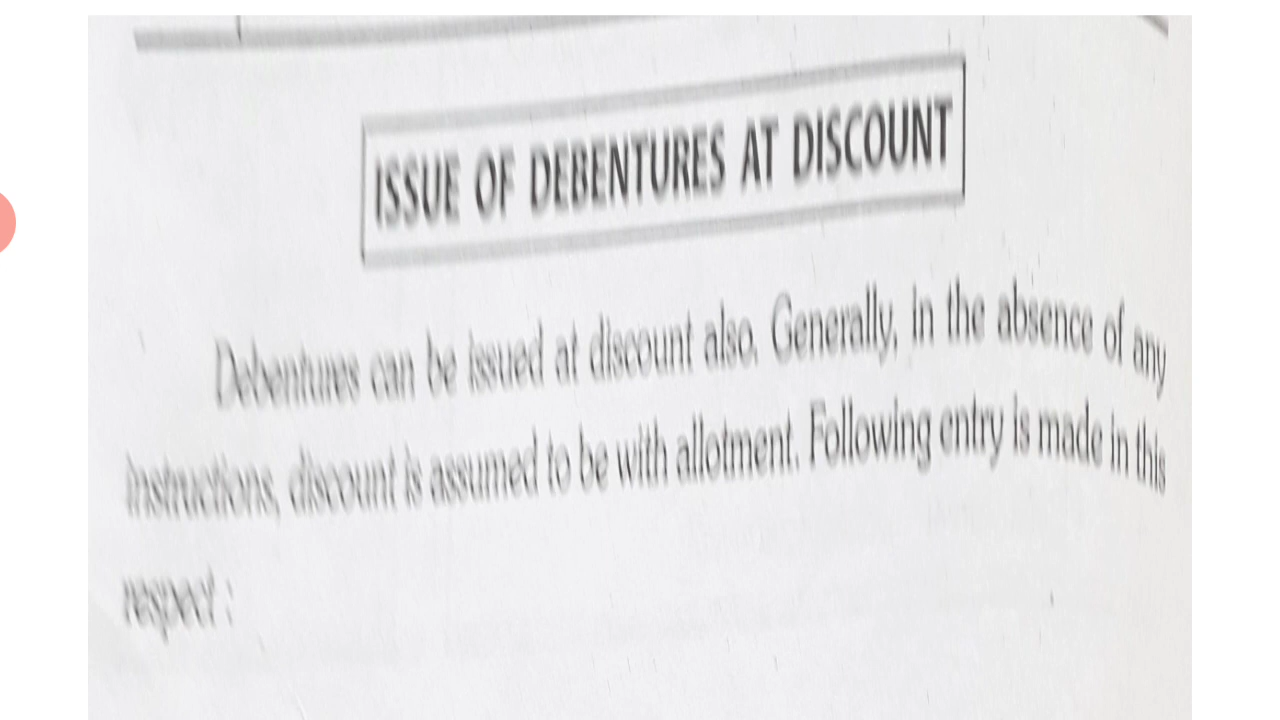 ISSUE OF DEBENTURES AT DISCOUNT
Debentures can be issued at discount also. Generally, in the absence of any
instructions, discount is assumed to be with allotment. Following entry is made in this
respect :